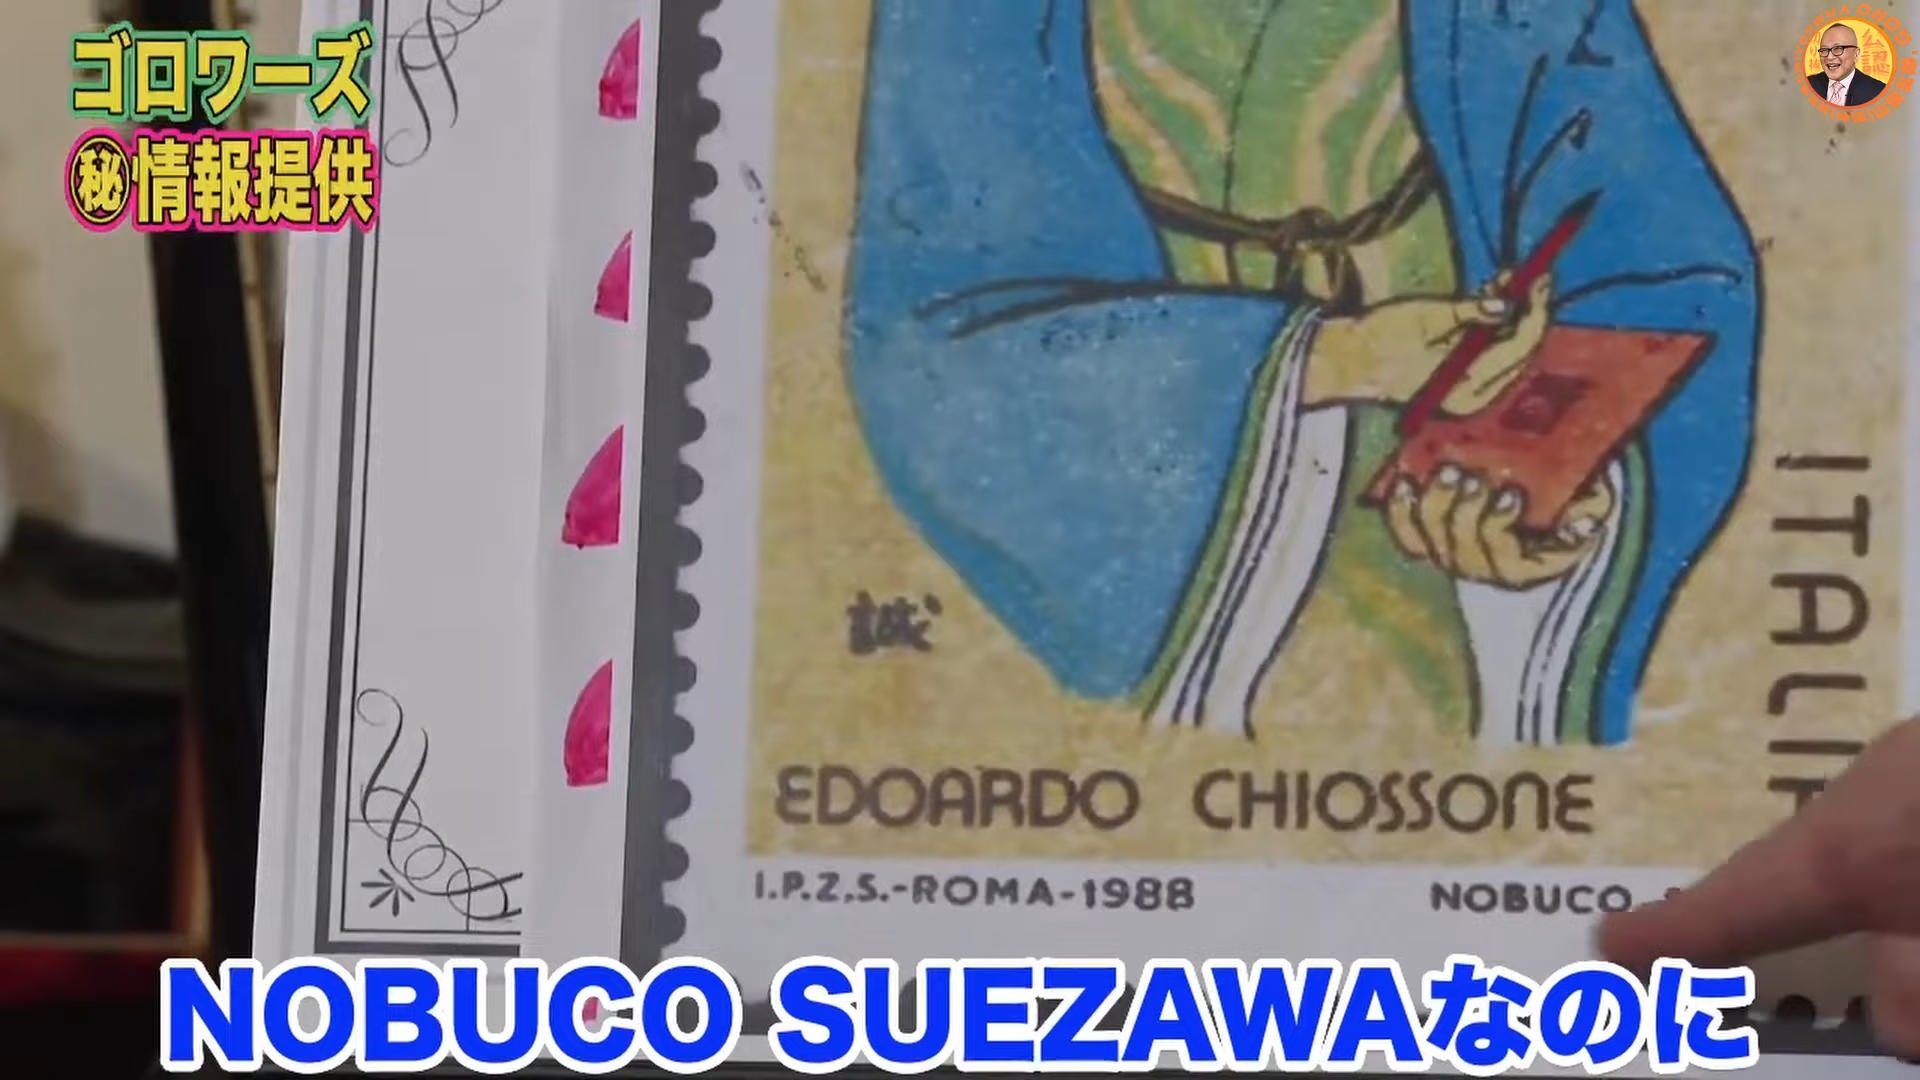 ゴロワーズ
㊙情報提供
ITALIA
誠
EDOARDO CHIOSSONE
I.P.Z.S.-ROMA-1988
NOBUCO
NOBUCO SUEZAWAなのに